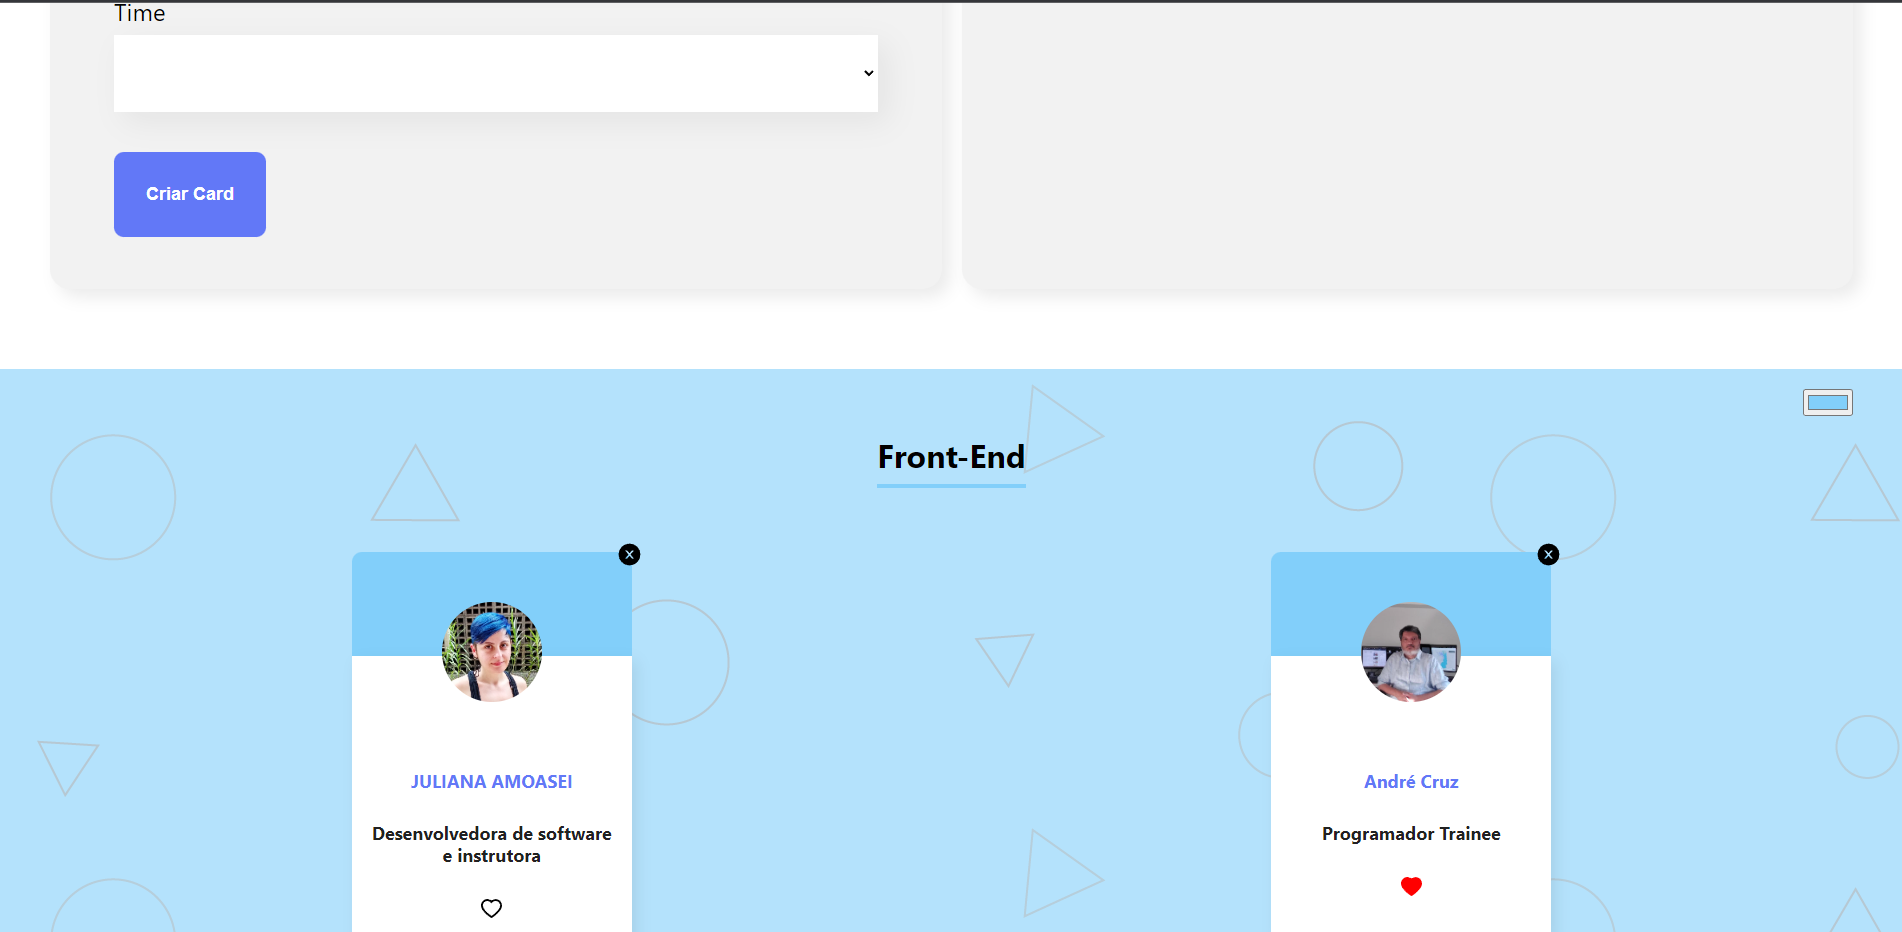 Time
Criar Card
Front-End
JULIANA AMOASEI
Desenvolvedora de software
e instrutora
André Cruz
Programador Trainee